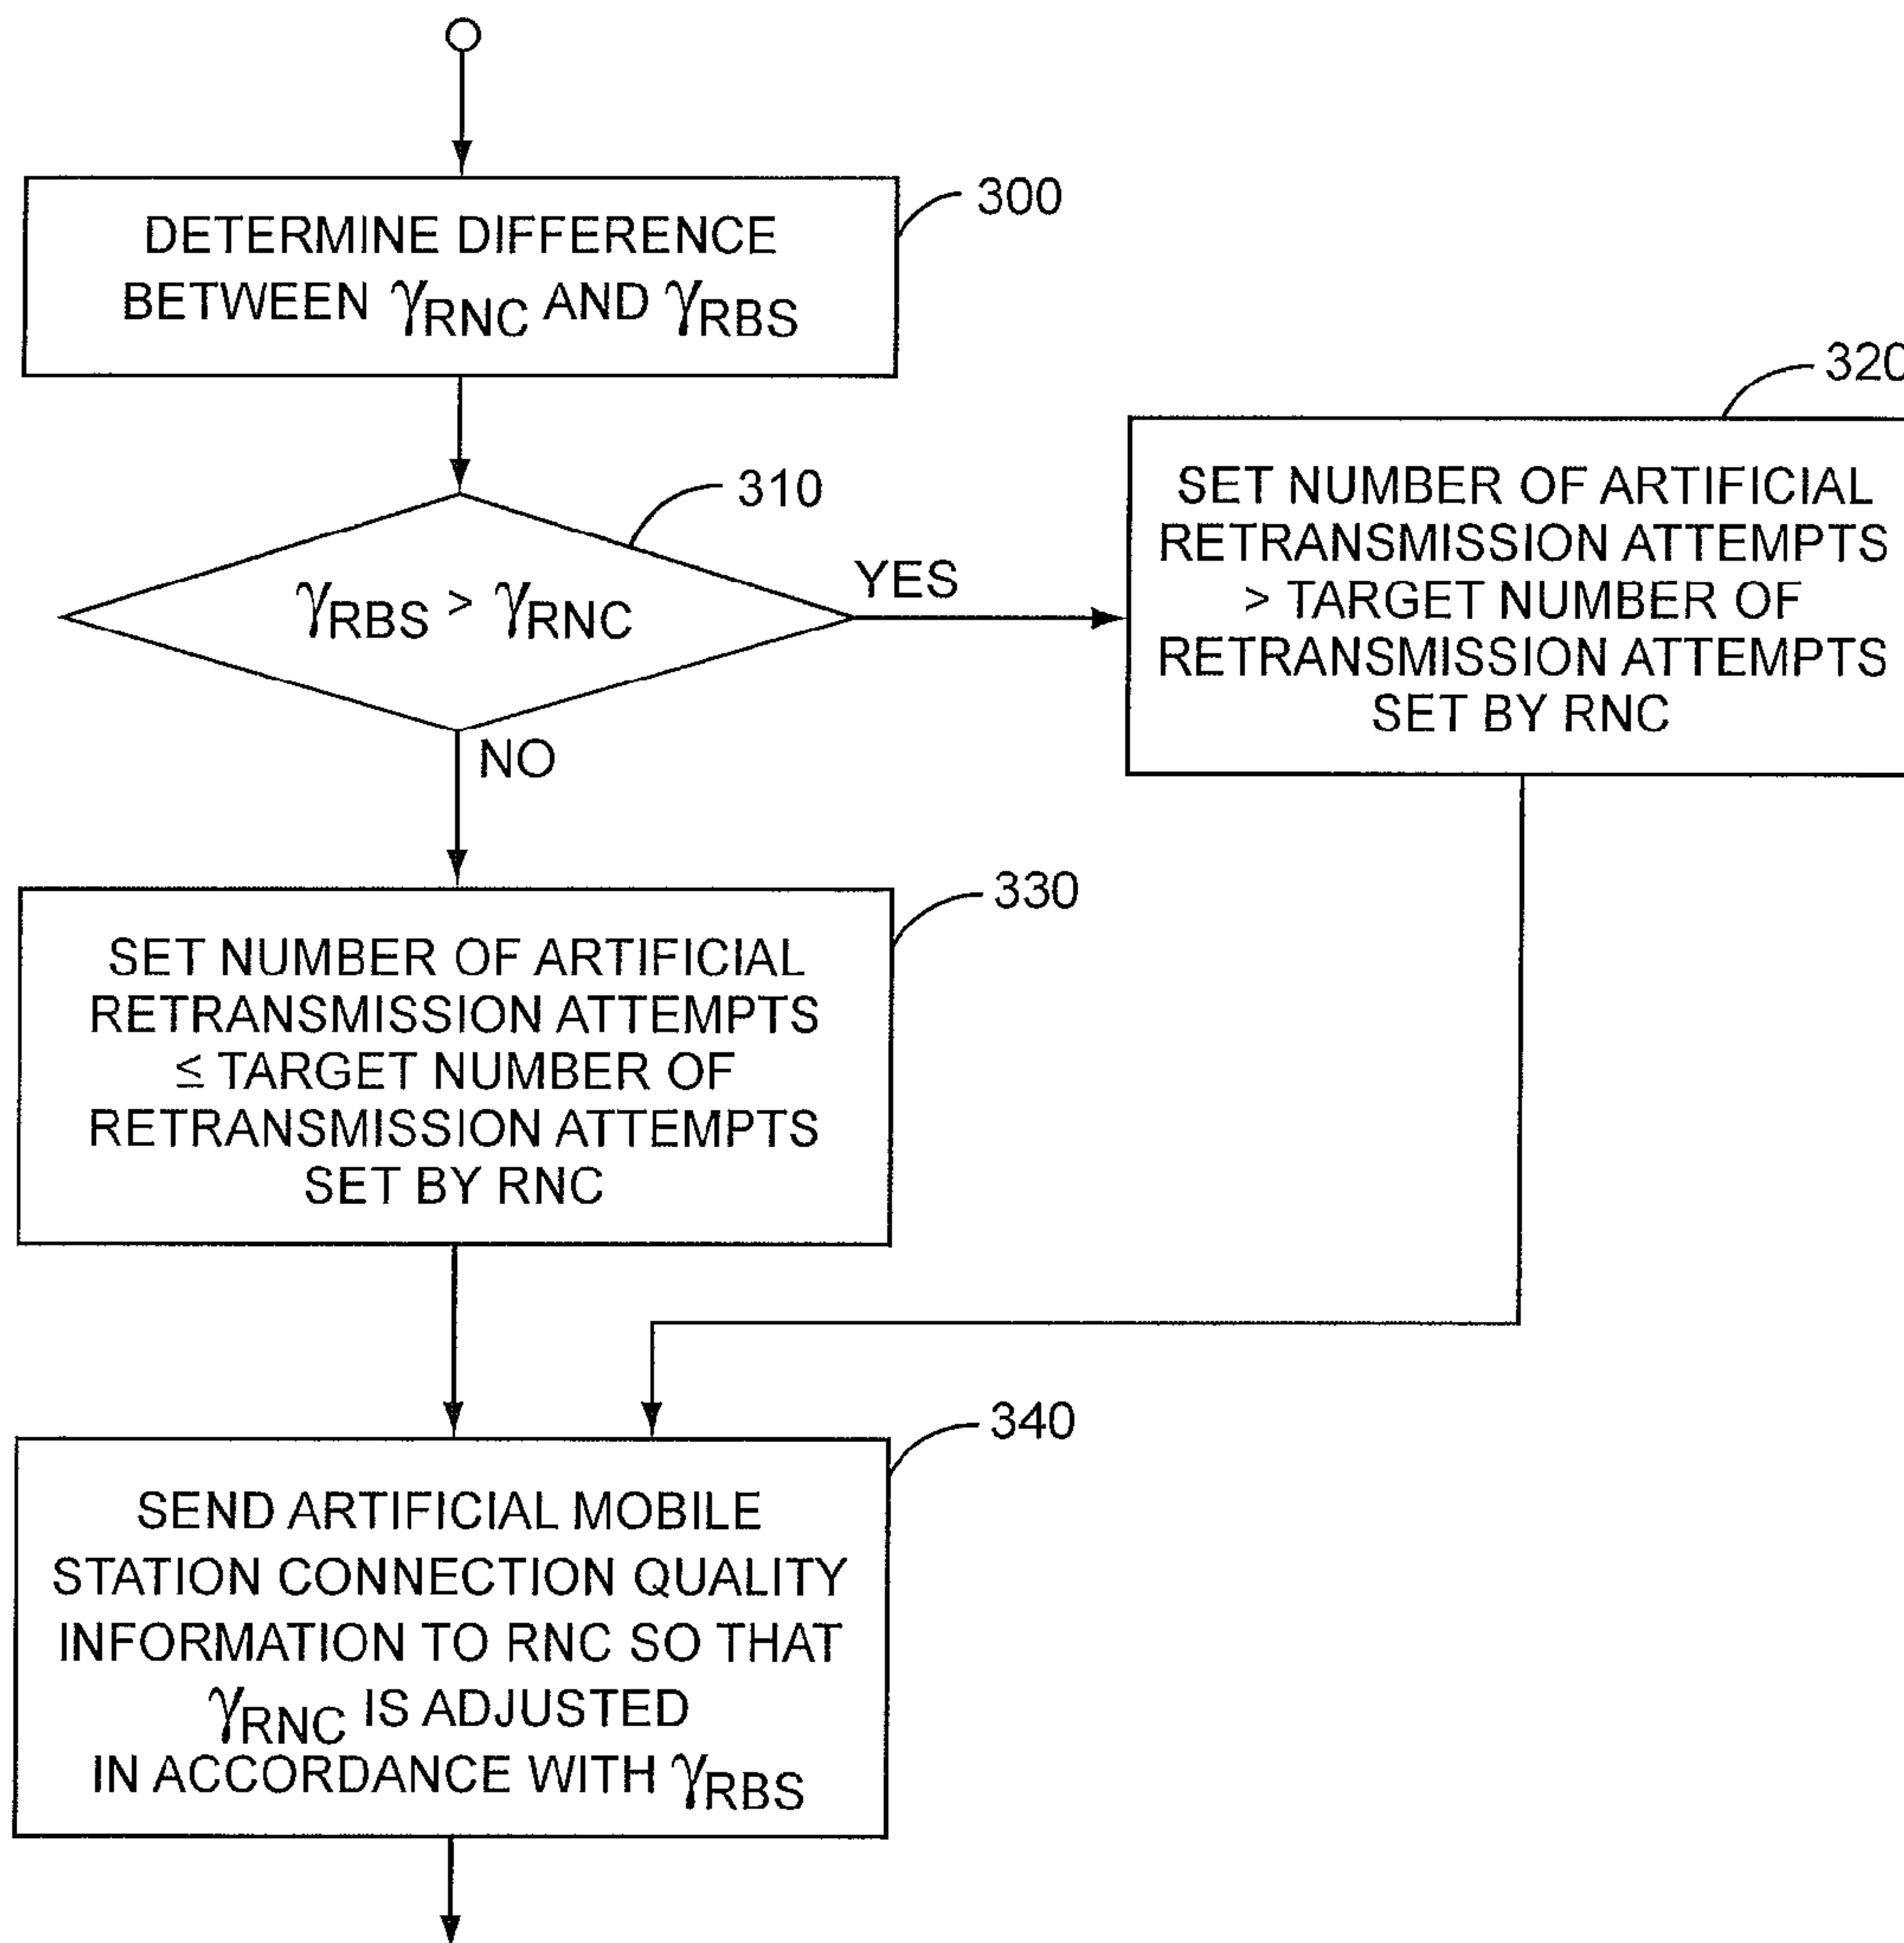 300
DETERMINE DIFFERENCE
BETWEEN γRNC AND γRBS
310
γRBS > γRNC
YES
NO
320
SET NUMBER OF ARTIFICIAL
RETRANSMISSION ATTEMPTS
> TARGET NUMBER OF
RETRANSMISSION ATTEMPTS
SET BY RNC
330
SET NUMBER OF ARTIFICIAL
RETRANSMISSION ATTEMPTS
≤ TARGET NUMBER OF
RETRANSMISSION ATTEMPTS
SET BY RNC
340
SEND ARTIFICIAL MOBILE
STATION CONNECTION QUALITY
INFORMATION TO RNC SO THAT
γRNC IS ADJUSTED
IN ACCORDANCE WITH γRBS